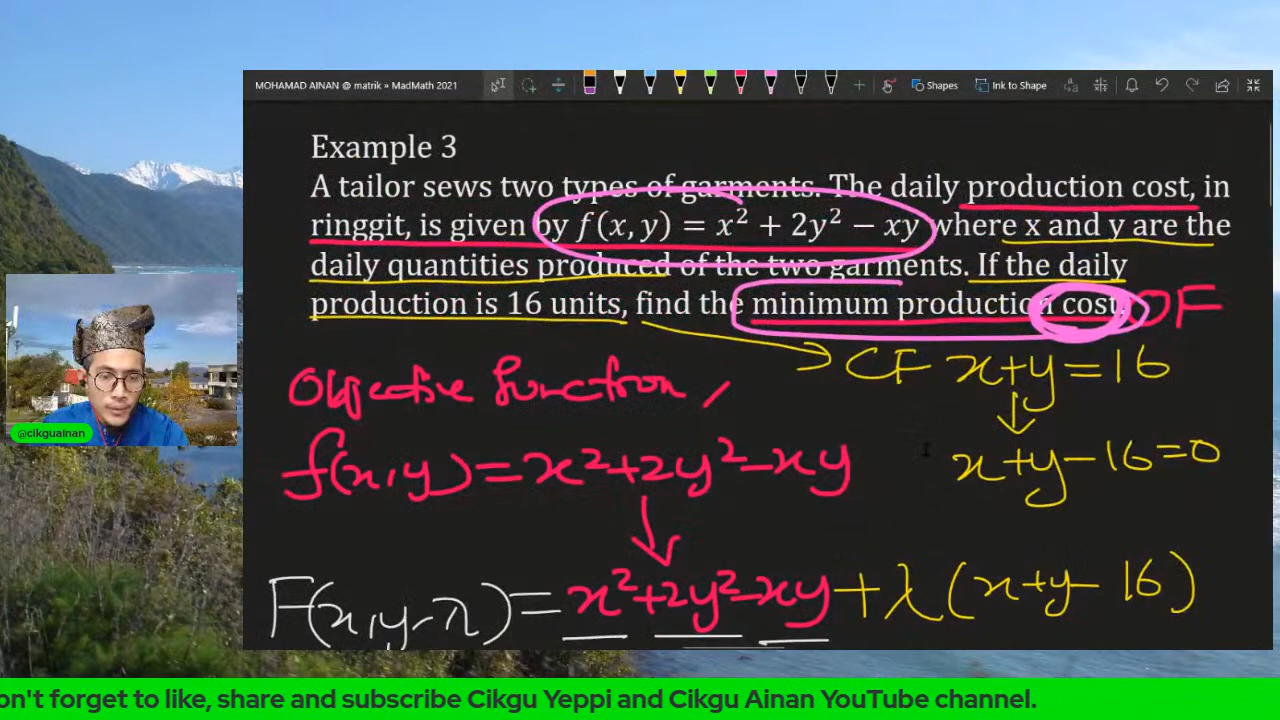 MOHAMAD AINAN @ matrik » MadMath 2021
Shapes
Ink to Shape
Example 3
A tailor sews two types of garments. The daily production cost, in
ringgit, is given by f(x, y) = x² + 2y² − xy where x and y are the
daily quantities produced of the two garments. If the daily
production is 16 units, find the minimum production cost.
OF
CF x+y=16
Objective function,
x+y-16=0
f(x,y)=x²+2y²-xy
F(x,y-λ)=x²+2y²-xy+λ(x+y-16)
@cikguainan
on't forget to like, share and subscribe Cikgu Yeppi and Cikgu Ainan YouTube channel.